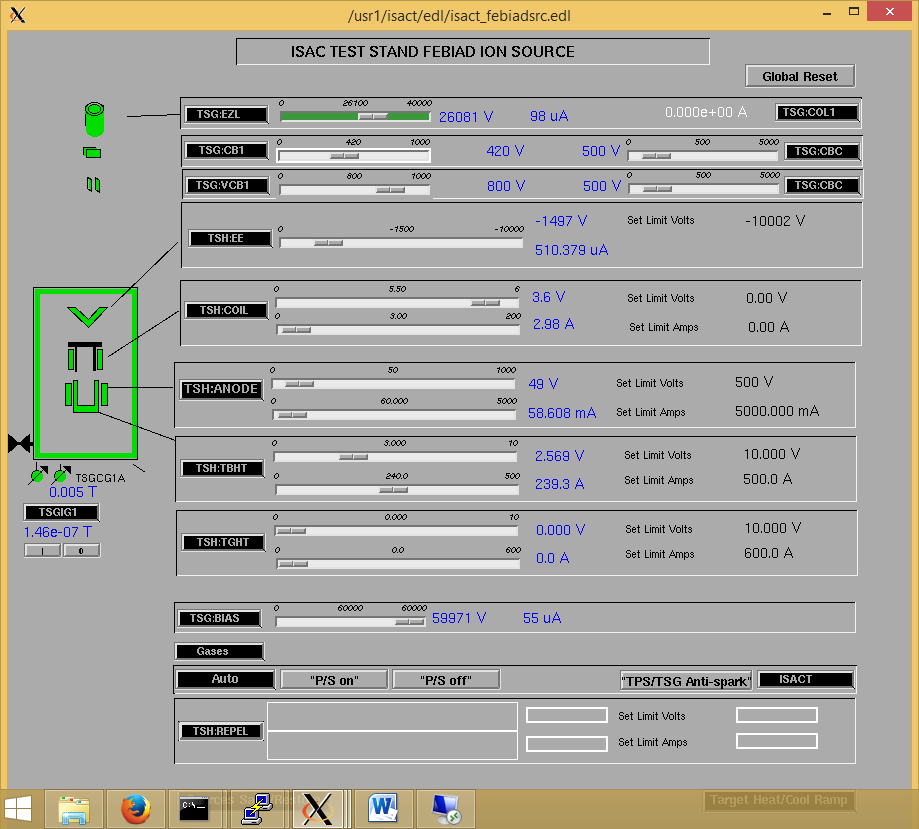 /usr1/isact/edl/isact_febiadsrc.edl
ISAC TEST STAND FEBIAD ION SOURCE
Global Reset
0 26100 40000
TSG:EZL 26081 V 98 uA 0.000e+00 A TSG:COL1
0 420 1000 0 500 5000
TSG:CB1 420 V 500 V TSG:CBC
0 800 1000 0 500 5000
TSG:VCB1 800 V 500 V TSG:CBC
-1497 V Set Limit Volts -10002 V
0 -1500 -10000
TSH:EE
510.379 uA
0 5.50 6
3.6 V Set Limit Volts 0.00 V
TSH:COIL
0 3.00 200
2.98 A Set Limit Amps 0.00 A
0 50 1000
49 V Set Limit Volts 500 V
TSH:ANODE
0 60.000 5000
58.608 mA Set Limit Amps 5000.000 mA
0 3.000 10
2.569 V Set Limit Volts 10.000 V
TSH:TBHT
0 240.0 500
239.3 A Set Limit Amps 500.0 A
TSGCG1A
0.005 T
TSGIG1
1.46e-07 T
I 0
0 0.000 10
0.000 V Set Limit Volts 10.000 V
TSH:TGHT
0 0.0 600
0.0 A Set Limit Amps 600.0 A
0 60000 60000
TSG:BIAS 59971 V 55 uA
Gases
Auto "P/S on" "P/S off" "TPS/TSG Anti-spark" ISACT
Set Limit Volts
TSH:REPEL
Set Limit Amps
Target Heat/Cool Ramp
C:\